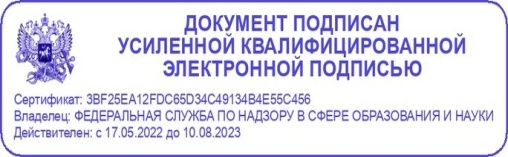 ДОКУМЕНТ ПОДПИСАН
УСИЛЕННОЙ КВАЛИФИЦИРОВАННОЙ
ЭЛЕКТРОННОЙ ПОДПИСЬЮ
Сертификат: 3BF25EA12FDC65D34C49134B4E55C456
Владелец: ФЕДЕРАЛЬНАЯ СЛУЖБА ПО НАДЗОРУ В СФЕРЕ ОБРАЗОВАНИЯ И НАУКИ
Действителен: с 17.05.2022 до 10.08.2023